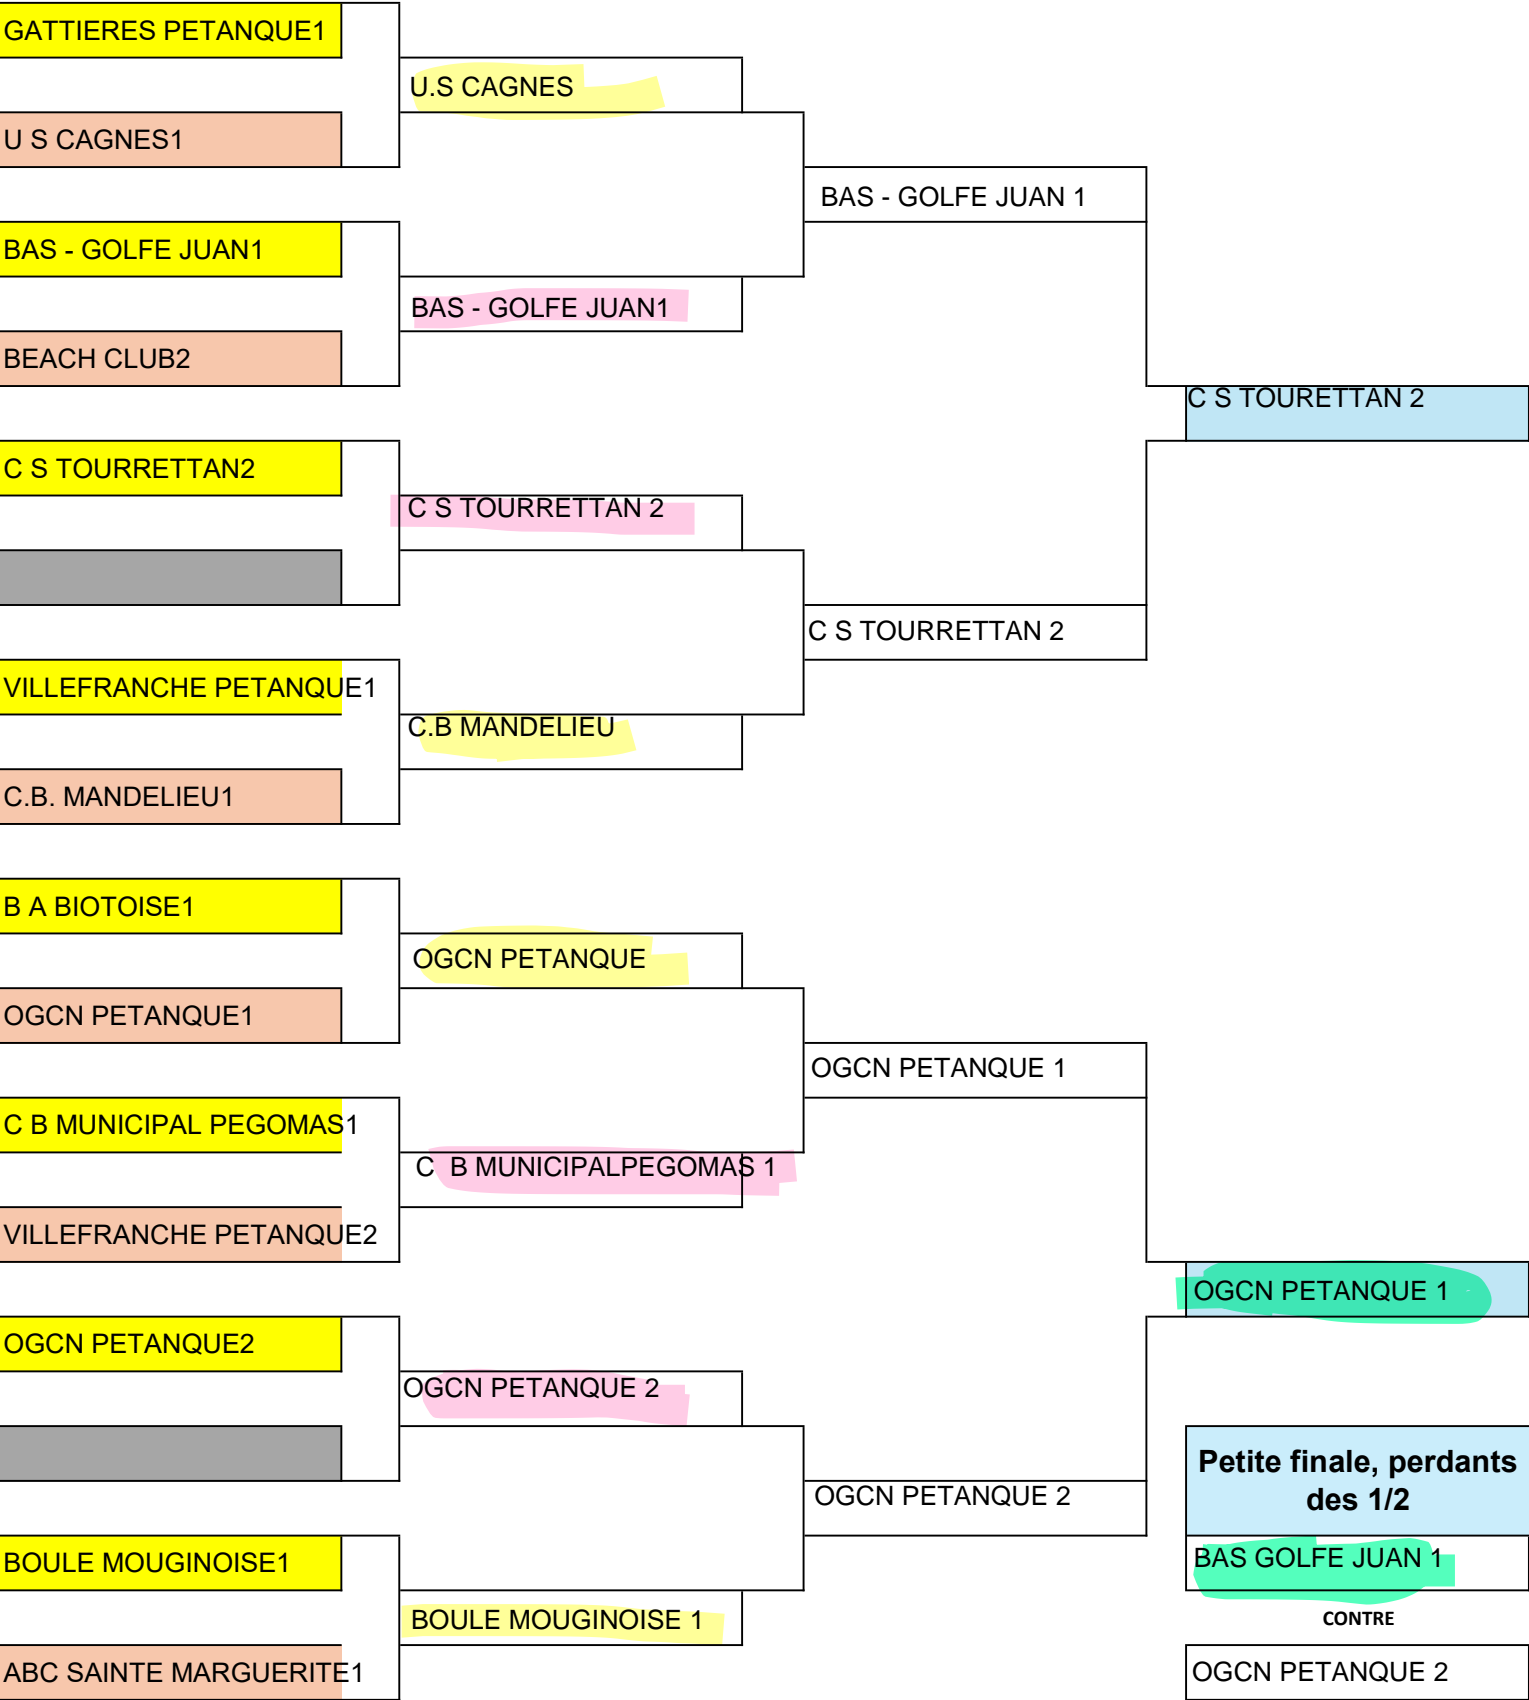 GATTIERES PETANQUE1
U.S CAGNES
U S CAGNES1
BAS - GOLFE JUAN 1
BAS - GOLFE JUAN1
BAS - GOLFE JUAN1
BEACH CLUB2
C S TOURETTAN 2
C S TOURRETTAN2
C S TOURRETTAN 2
C S TOURRETTAN 2
VILLEFRANCHE PETANQUE1
C.B MANDELIEU
C.B. MANDELIEU1
B A BIOTOISE1
OGCN PETANQUE
OGCN PETANQUE1
OGCN PETANQUE 1
C B MUNICIPAL PEGOMAS1
C B MUNICIPALPEGOMAS 1
VILLEFRANCHE PETANQUE2
OGCN PETANQUE 1
OGCN PETANQUE2
OGCN PETANQUE 2
Petite finale, perdants
des 1/2
OGCN PETANQUE 2
BOULE MOUGINOISE1
BAS GOLFE JUAN 1
BOULE MOUGINOISE 1
CONTRE
ABC SAINTE MARGUERITE1
OGCN PETANQUE 2